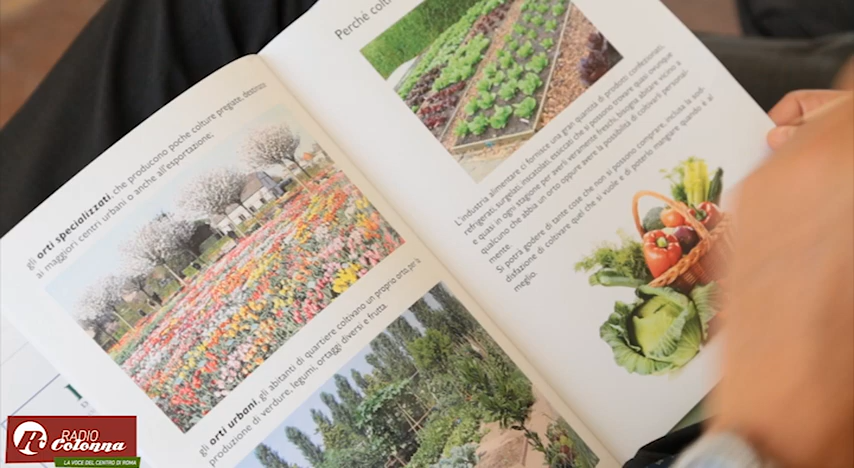 gli orti specializzati che producono poche colture pregiate, destinate
ai maggiori centri urbani o anche all'esportazione;
gli orti urbani, gli abitanti di quartiere coltivano un proprio orto per la
produzione di verdure, legumi, ortaggi diversi e frutta.
Perché colt
L'industria alimentare ci fornisce una gran quantità di prodotti confezionati,
refrigerati, surgelati, inscatolati, essiccati che si possono trovare quasi ovunque
e quasi in ogni stagione per averli veramente freschi, bisogna abitare vicino a
qualcuno che abbia un orto oppure avere la possibilità di coltivarli personal-
mente.
Si potrà godere di tante cose che non si possono comprare, inclusa la sod-
disfazione di coltivare quel che si vuole e di poterlo mangiare quando è al
meglio.
RADIO
Colonna
LA VOCE DEL CENTRO DI ROMA